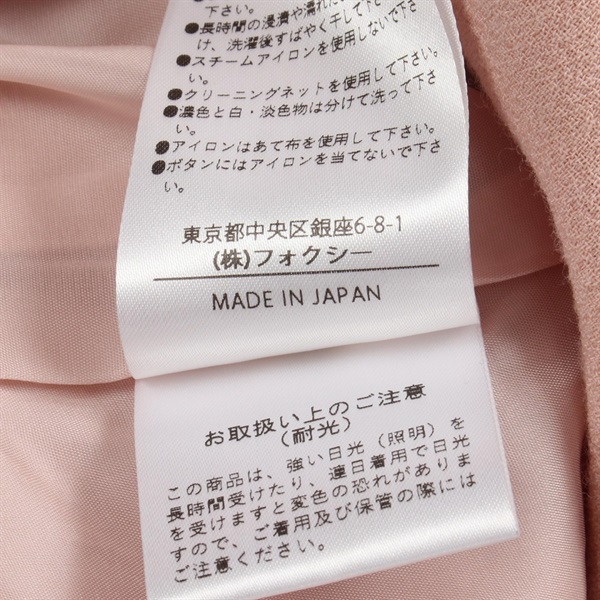 下さい。
●長時間の浸漬や濡れた
け、洗濯後すばやく干して下さい。
●スチームアイロンを使用しないで下さ
い。
●クリーニングネットを使用して下さい。
●濃色と白・淡色物は分けて洗って下さ
い。
●アイロンはあて布を使用して下さい。
●ボタンにはアイロンを当てないで下さ
い。
東京都中央区銀座6-8-1
(株)フォクシー
MADE IN JAPAN
お取扱い上のご注意
(耐光)
この商品は、強い日光(照明)を
長時間受けたり、連日着用で日光
を受けますと変色の恐れがありま
すので、ご着用及び保管の際には
ご注意ください。